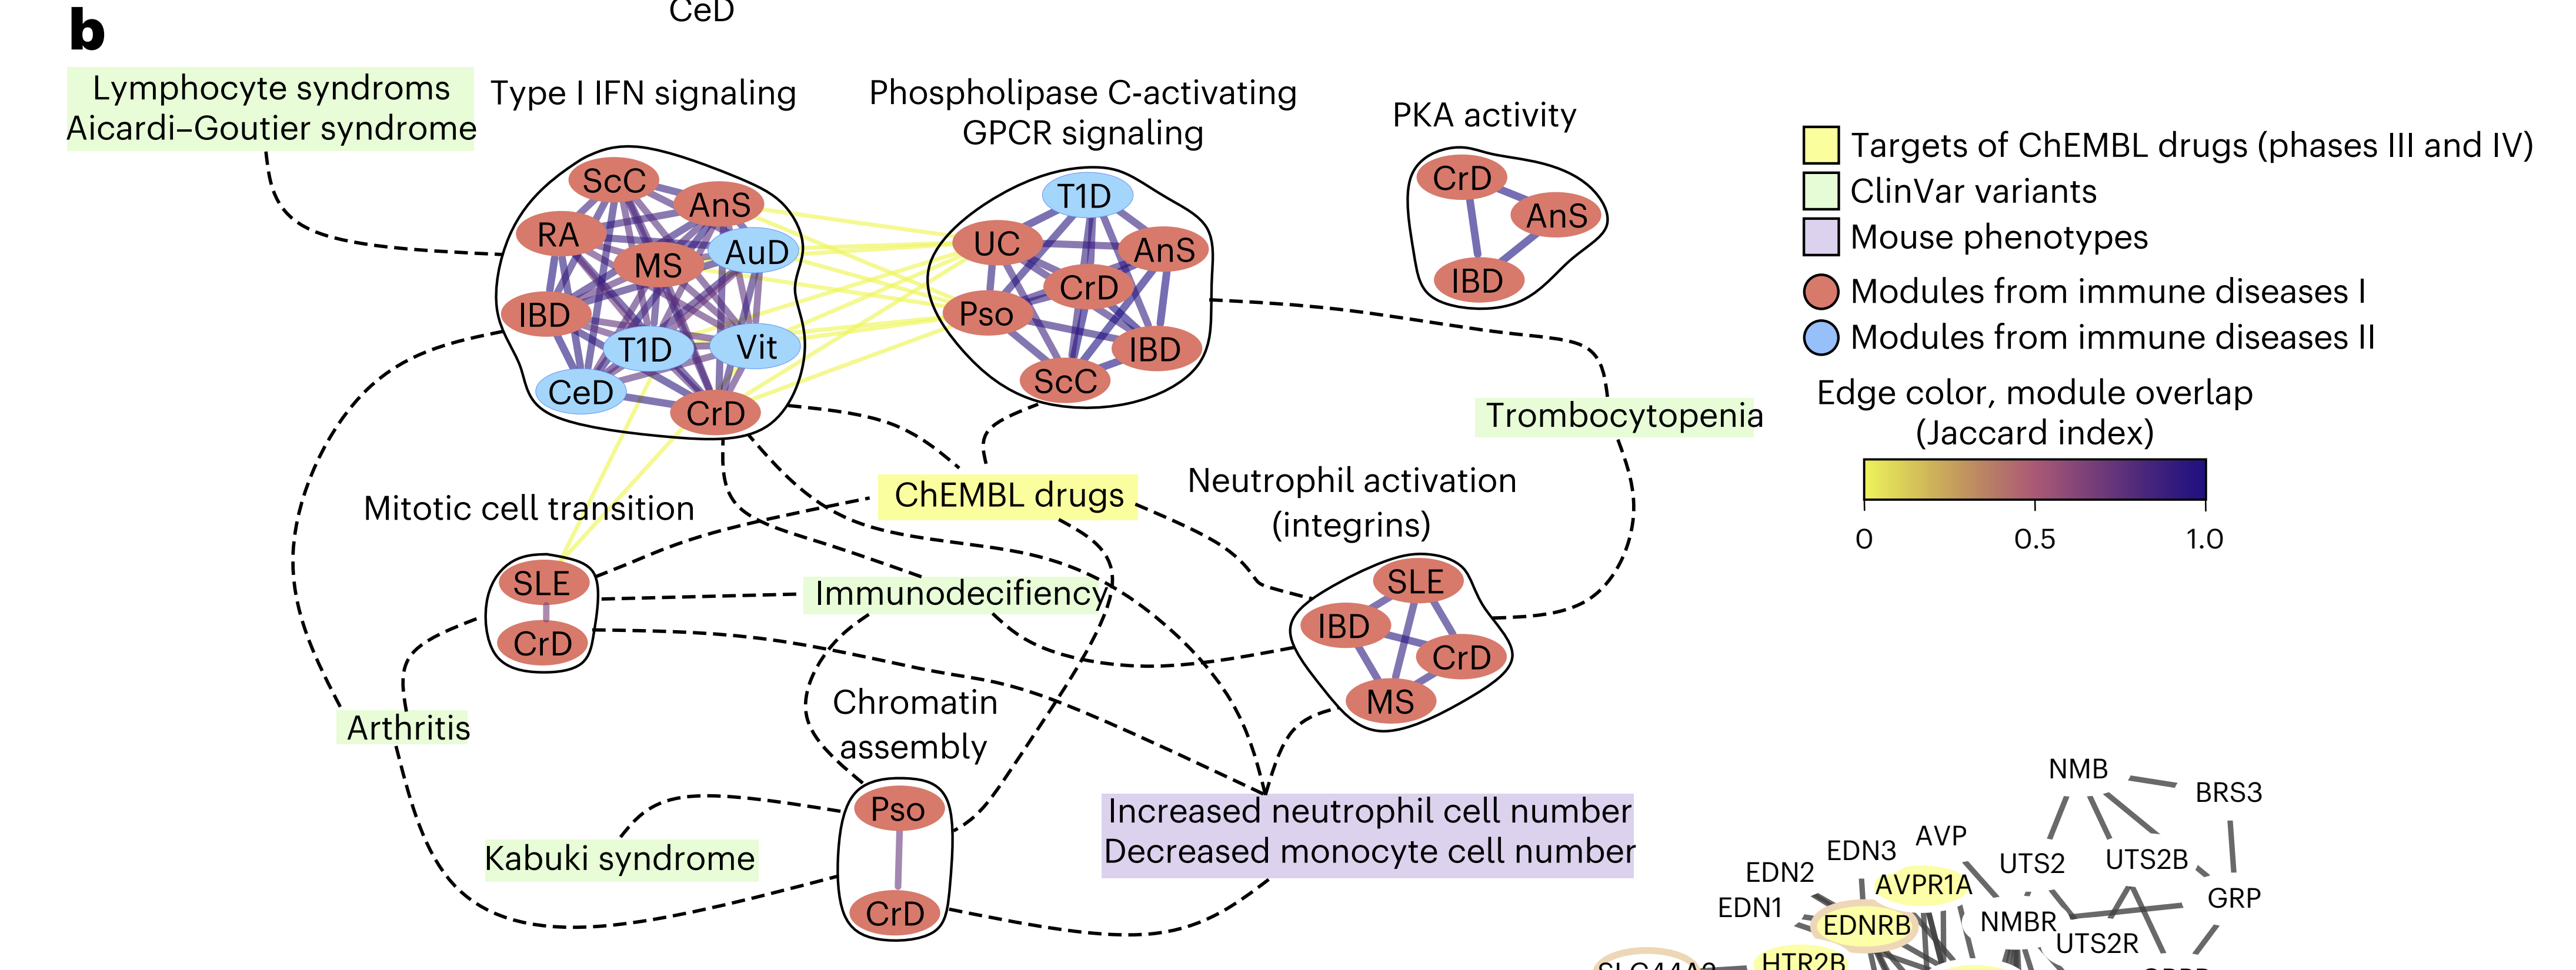 CeD
b
Lymphocyte syndroms
Aicardi–Goutier syndrome
Type I IFN signaling
Phospholipase C-activating
GPCR signaling
PKA activity
ScC
AnS
RA
AuD
MS
IBD
T1D
Vit
CeD
CrD
T1D
UC
AnS
CrD
Pso
IBD
ScC
CrD
AnS
IBD
Targets of ChEMBL drugs (phases III and IV)
ClinVar variants
Mouse phenotypes
Modules from immune diseases I
Modules from immune diseases II
Edge color, module overlap
(Jaccard index)
0
0.5
1.0
Trombocytopenia
Mitotic cell transition
ChEMBL drugs
Neutrophil activation
(integrins)
SLE
CrD
Immunodecifiency
SLE
IBD
CrD
MS
Arthritis
Chromatin
assembly
Pso
CrD
Kabuki syndrome
Increased neutrophil cell number
Decreased monocyte cell number
NMB
BRS3
AVP
EDN3
UTS2
UTS2B
EDN2
AVPR1A
GRP
EDN1
EDNRB
NMBR
UTS2R
HTR2B